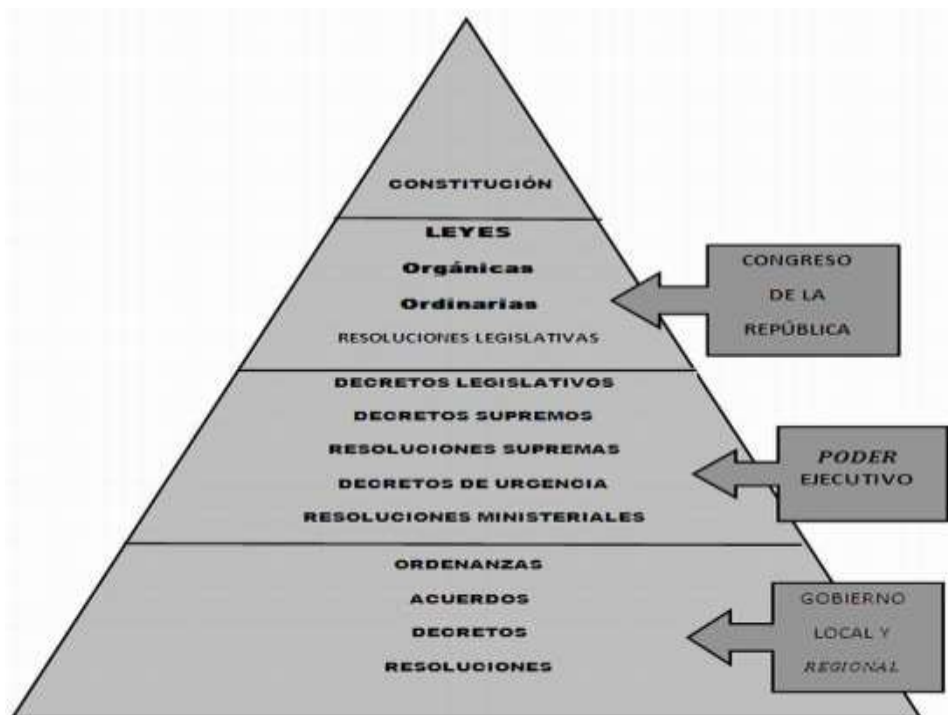 CONSTITUCIÓN
LEYES
Orgánicas
Ordinarias
RESOLUCIONES LEGISLATIVAS
CONGRESO
DE LA
REPÚBLICA
DECRETOS LEGISLATIVOS
DECRETOS SUPREMOS
RESOLUCIONES SUPREMAS
DECRETOS DE URGENCIA
RESOLUCIONES MINISTERIALES
PODER
EJECUTIVO
ORDENANZAS
ACUERDOS
DECRETOS
RESOLUCIONES
GOBIERNO
LOCAL Y
REGIONAL